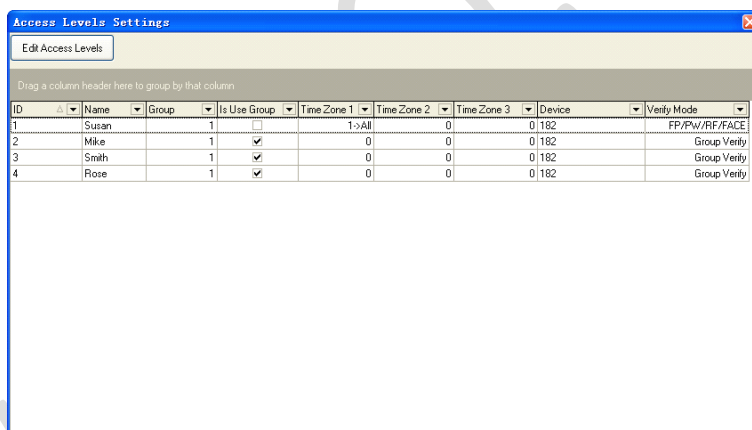 Access Levels Settings
Edit Access Levels
Drag a column header here to group by that column
ID Name Group Is Use Group Time Zone 1 Time Zone 2 Time Zone 3 Device Verify Mode
1 Susan 1 1->All 0 0 182 FP/PW/RF/FACE
2 Mike 1 0 0 0 182 Group Verify
3 Smith 1 0 0 0 182 Group Verify
4 Rose 1 0 0 0 182 Group Verify